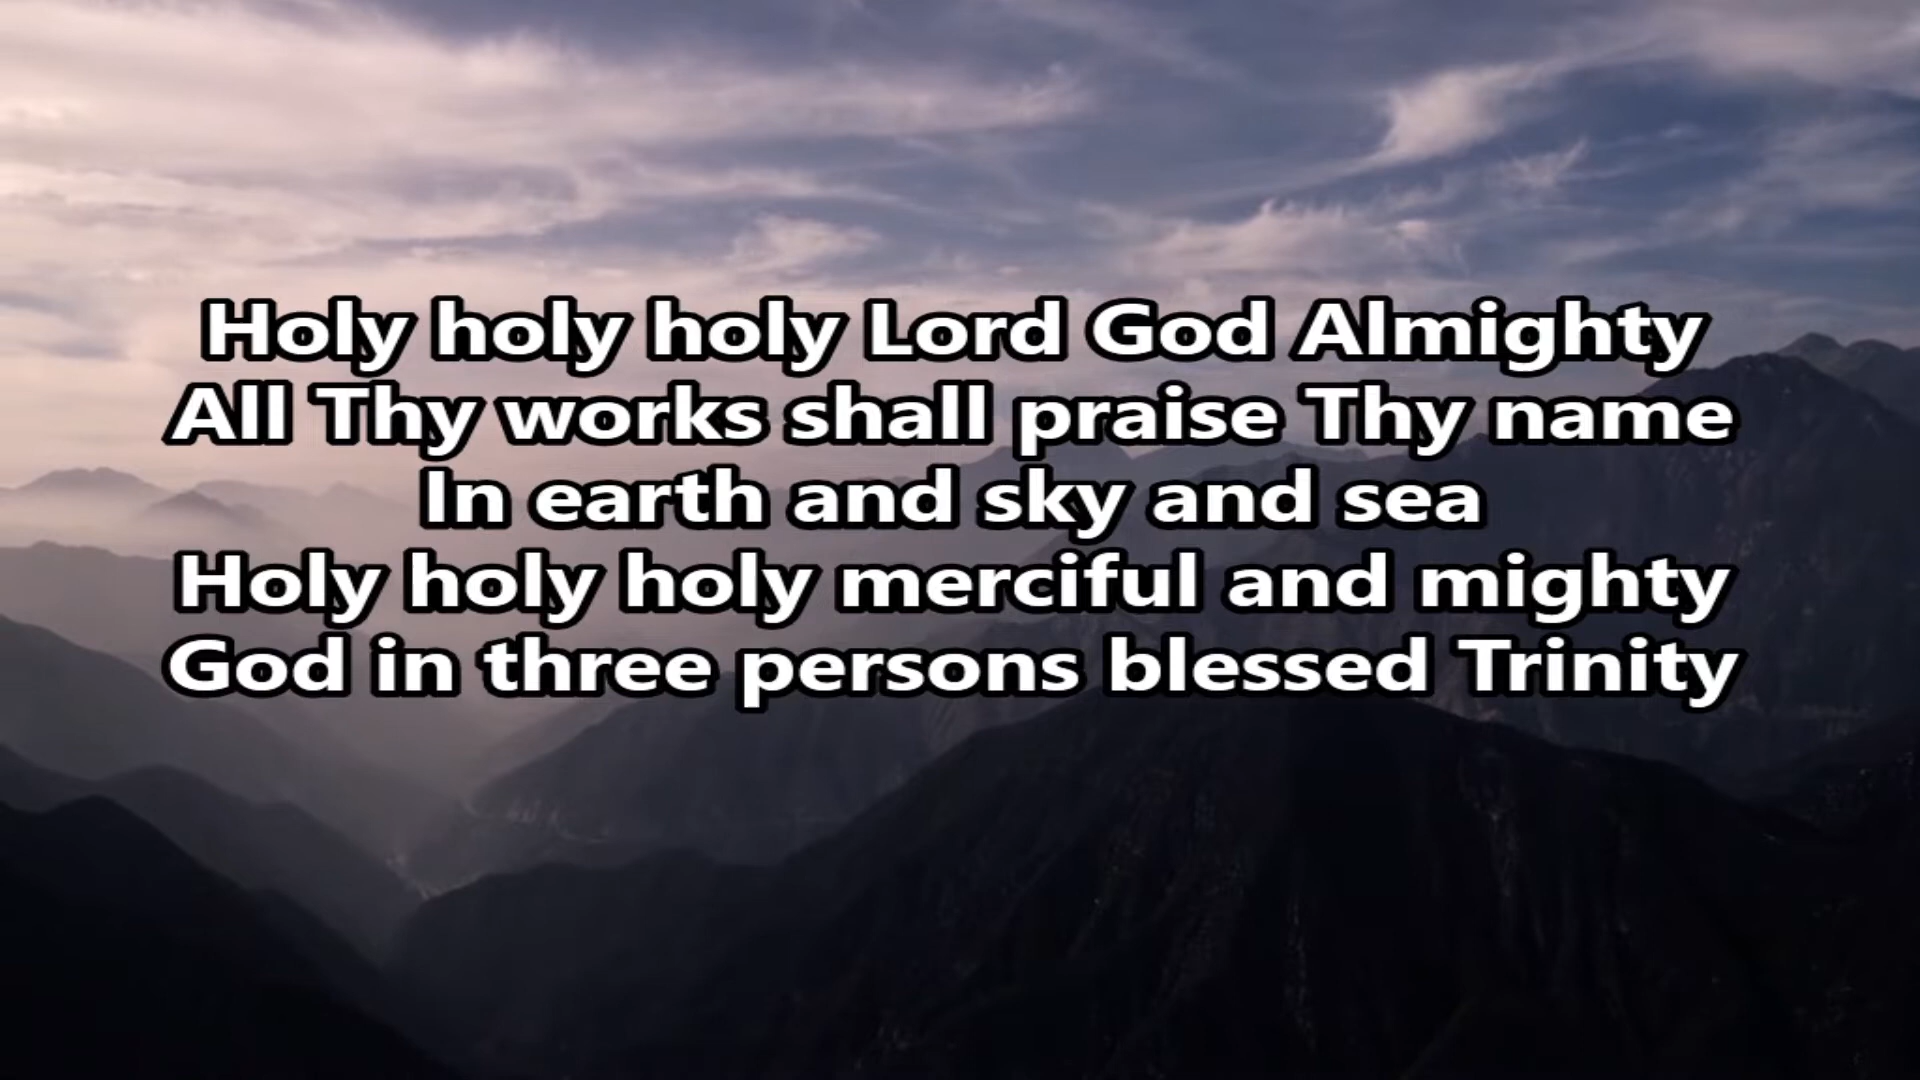 Holy holy holy Lord God Almighty
All Thy works shall praise Thy name
In earth and sky and sea
Holy holy holy merciful and mighty
God in three persons blessed Trinity